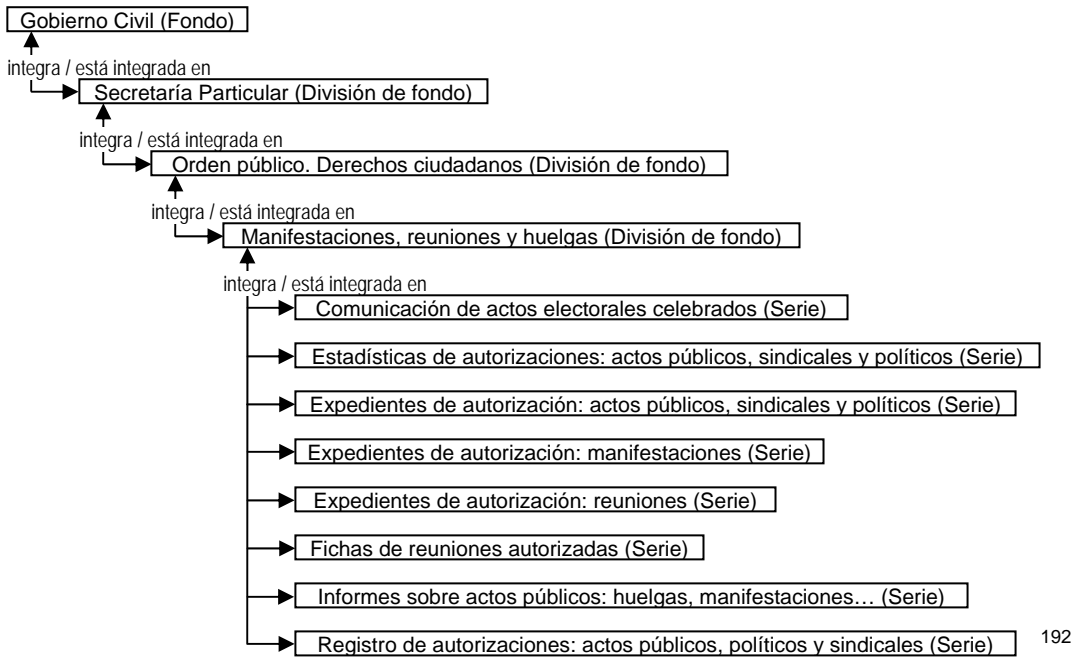 Gobierno Civil (Fondo)
integra / está integrada en
Secretaría Particular (División de fondo)
integra / está integrada en
Orden público. Derechos ciudadanos (División de fondo)
integra / está integrada en
Manifestaciones, reuniones y huelgas (División de fondo)
integra / está integrada en
Comunicación de actos electorales celebrados (Serie)
Estadísticas de autorizaciones: actos públicos, sindicales y políticos (Serie)
Expedientes de autorización: actos públicos, sindicales y políticos (Serie)
Expedientes de autorización: manifestaciones (Serie)
Expedientes de autorización: reuniones (Serie)
Fichas de reuniones autorizadas (Serie)
Informes sobre actos públicos: huelgas, manifestaciones… (Serie)
Registro de autorizaciones: actos públicos, políticos y sindicales (Serie)
192